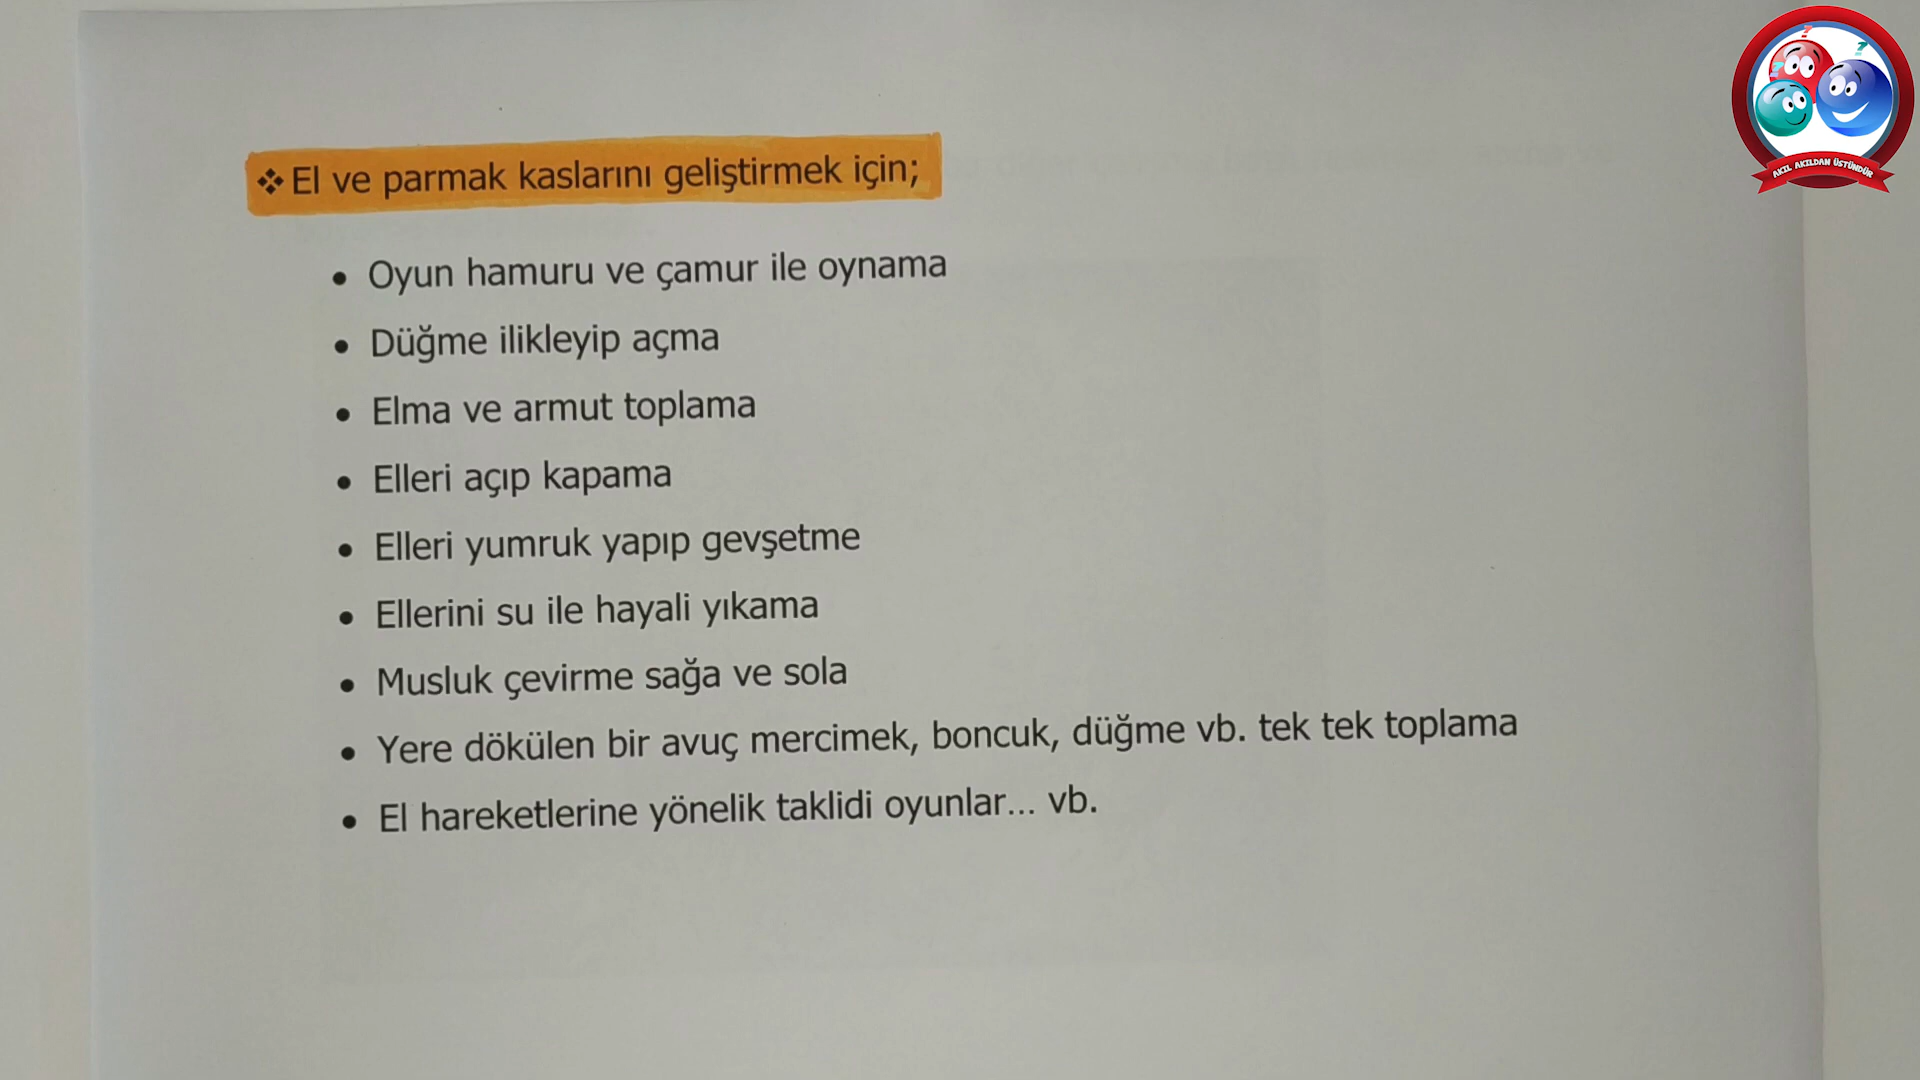 ❖ El ve parmak kaslarını geliştirmek için;
• Oyun hamuru ve çamur ile oynama
• Düğme ilikleyip açma
• Elma ve armut toplama
• Elleri açıp kapama
• Elleri yumruk yapıp gevşetme
• Ellerini su ile hayali yıkama
• Musluk çevirme sağa ve sola
• Yere dökülen bir avuç mercimek, boncuk, düğme vb. tek tek toplama
• El hareketlerine yönelik taklidi oyunlar... vb.
AKIL AKILDAN ÜSTÜNDÜR